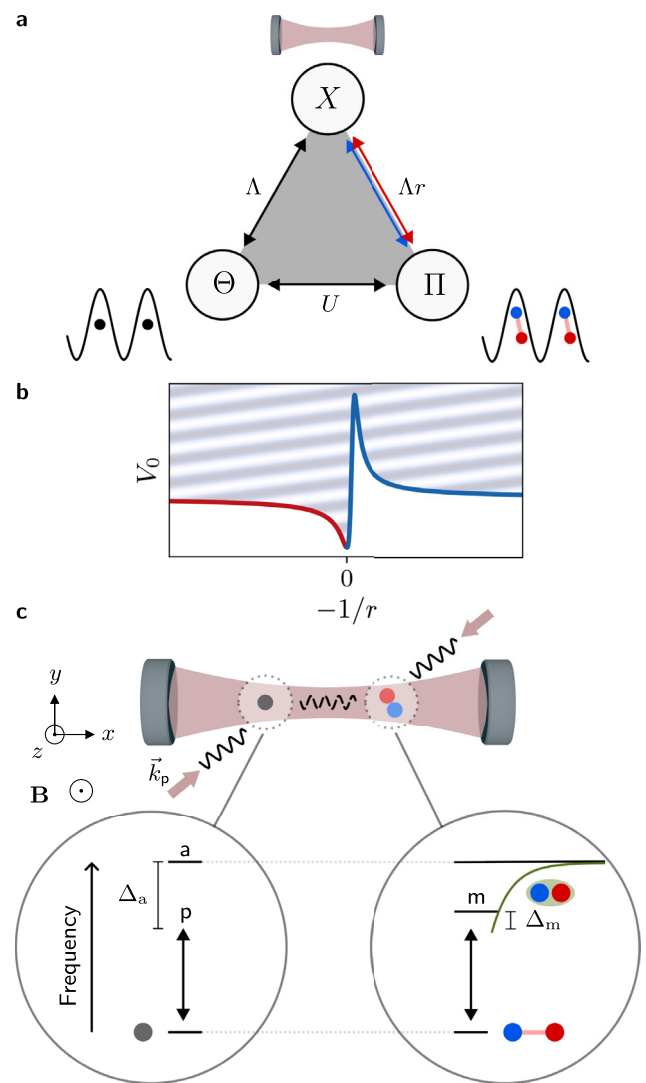 a
X
Λ
Λr
Θ
U
Π
b
V₀
0
−1/r
c
y
x
z
B
k⃗ₚ
a
Δₐ
p
Frequency
m
Δₘ